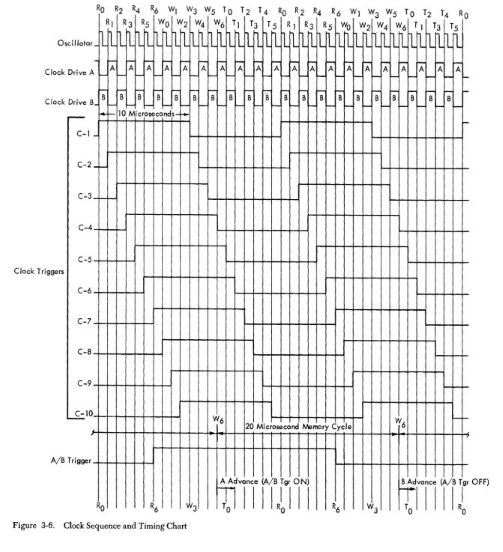 R0 R2 R4 R6 W1 W3 W5 T0 T2 T4 R0 R2 R4 R6 W1 W3 W5 T0 T2 T4 R0
R1 R3 R5 W0 W2 W4 W6 T1 T3 T5 R1 R3 R5 W0 W2 W4 W6 T1 T3 T5
Oscillator
Clock Drive A A A A A A A A A A A A A A A A A A A A A
Clock Drive B B B B B B B B B B B B B B B B B B B B B
10 Microseconds
C-1
C-2
C-3
C-4
C-5
Clock Triggers
C-6
C-7
C-8
C-9
C-10
W6 20 Microsecond Memory Cycle W6
A/B Trigger
A Advance (A/B Tgr ON) B Advance (A/B Tgr OFF)
R0 R6 W3 T0 R0 R6 W3 T0 R0
Figure 3-6. Clock Sequence and Timing Chart